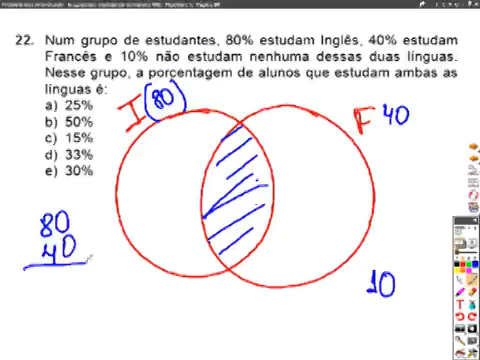 22. Num grupo de estudantes, 80% estudam Inglês, 40% estudam
Francês e 10% não estudam nenhuma dessas duas línguas.
Nesse grupo, a porcentagem de alunos que estudam ambas as
línguas é:
a) 25%
b) 50%
c) 15%
d) 33%
e) 30%
I (80)
F 40
80
40
10